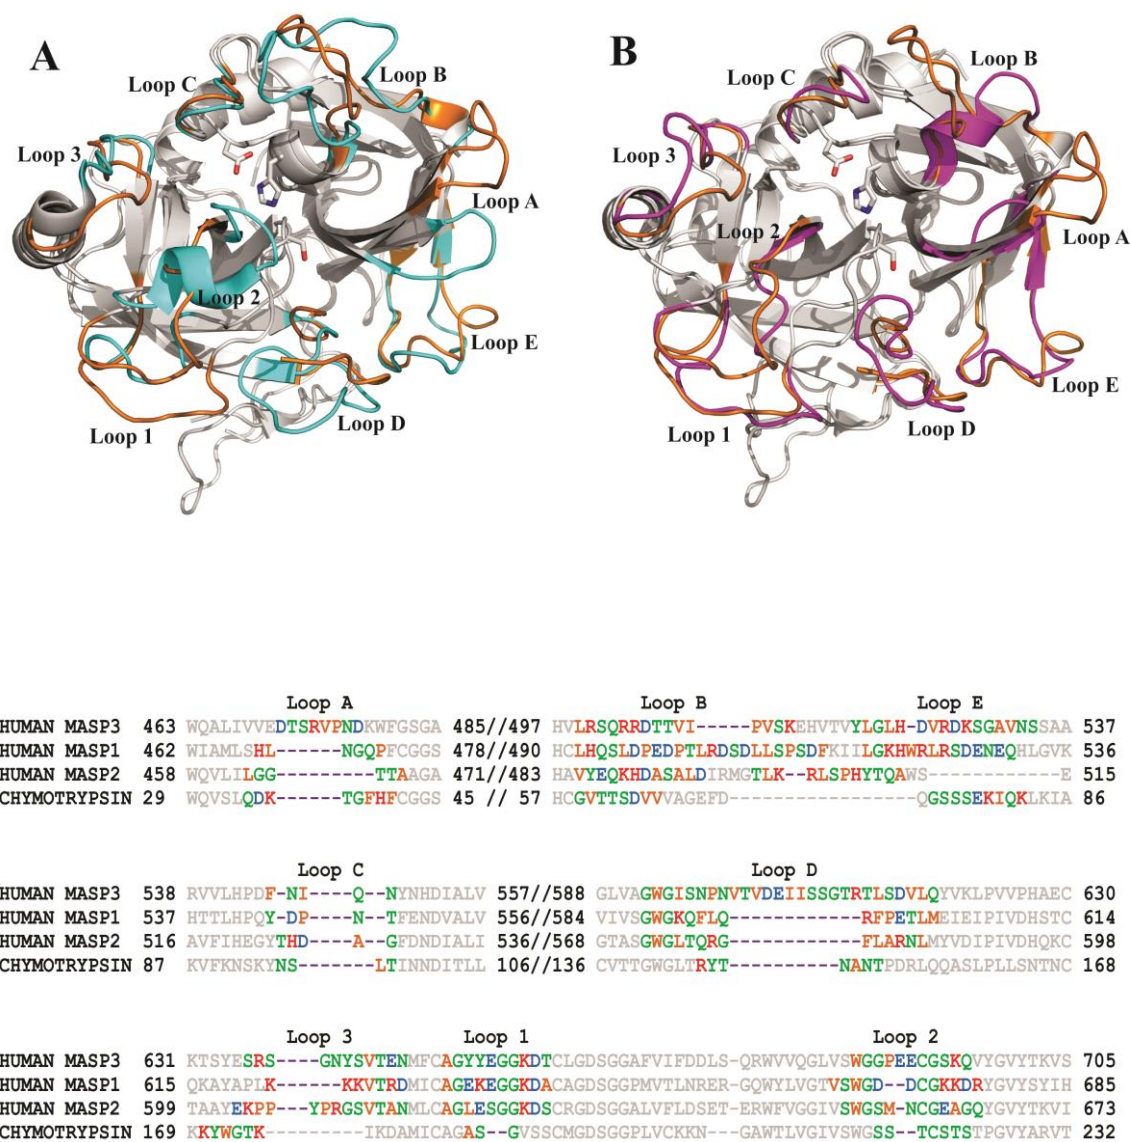 A
B
Loop C
Loop B
Loop 3
Loop A
Loop 2
Loop E
Loop 1
Loop D
Loop C
Loop B
Loop 3
Loop A
Loop 2
Loop E
Loop 1
Loop D
Loop A Loop B Loop E
HUMAN MASP3 463 WQALIVVEDTSRVPNDKWFGSGA 485//497 HVLRSQRRDTTVI-----PVSKEHVTVYLGLH-DVRDKSGAVNSSAA 537
HUMAN MASP1 462 WIAMLSHL------NGQPFCGGS 478//490 HCLHQSLDPEDPTLRDSDLLSPSDFKIILGKHWRLRSDENEQHLGVK 536
HUMAN MASP2 458 WQVLILGG---------TTAAGA 471//483 HAVYEQKHDASALDIRMGTLK--RLSPHYTQAWS------------E 515
CHYMOTRYPSIN 29 WQVSLQDK------TGFHFCGGS 45 // 57 HCGVTTSDVVVAGEFD----------------QGSSSEKIQKLKIA 86
Loop C Loop D
HUMAN MASP3 538 RVVLHPDF-NI----Q--NYNHDIALV 557//588 GLVAGWGISNPNVTVDEIISSGTRTLSDVLQYVKLPVVPHAEC 630
HUMAN MASP1 537 HTTLHPQY-DP----N--TFENDVALV 556//584 VIVSGWGKQFLQ------------RFPETLMEIEIPIVDHSTC 614
HUMAN MASP2 516 AVFIHEGYTHD----A--GFDNDIALI 536//568 GTASGWGLTQRG------------FLARNLMYVDIPIVDHQKC 598
CHYMOTRYPSIN 87 KVFKNSKYNS-------LTINNDITLL 106//136 CVTTGWGLTRYT----------NANTPDRLQQASLPLLSNTNC 168
Loop 3 Loop 1 Loop 2
HUMAN MASP3 631 KTSYESRS----GNYSVTENMFCAGYYEGGKDTCLGDSGGAFVIFDDLS-QRWVVQGLVSWGGPEECGSKQVYGVYTKVS 705
HUMAN MASP1 615 QKAYAPLK------KKVTRDMICAGEKEGGKDACAGDSGGPMVTLNRER-GQWYLVGTVSWGD--DCGKKDRYGVYSYIH 685
HUMAN MASP2 599 TAAYEKPP----YPRGSVTANMLCAGLESGGKDSCRGDSGGALVFLDSET-ERWFVGGIVSWGSM-NCGEAGQYGVYTKVI 673
CHYMOTRYPSIN 169 KKYWGTK---------IKDAMICAGAS--GVSSCMGDSGGPLVCKKN---GAWTLVGIVSWGSS--TCSTSTPGVYARVT 232